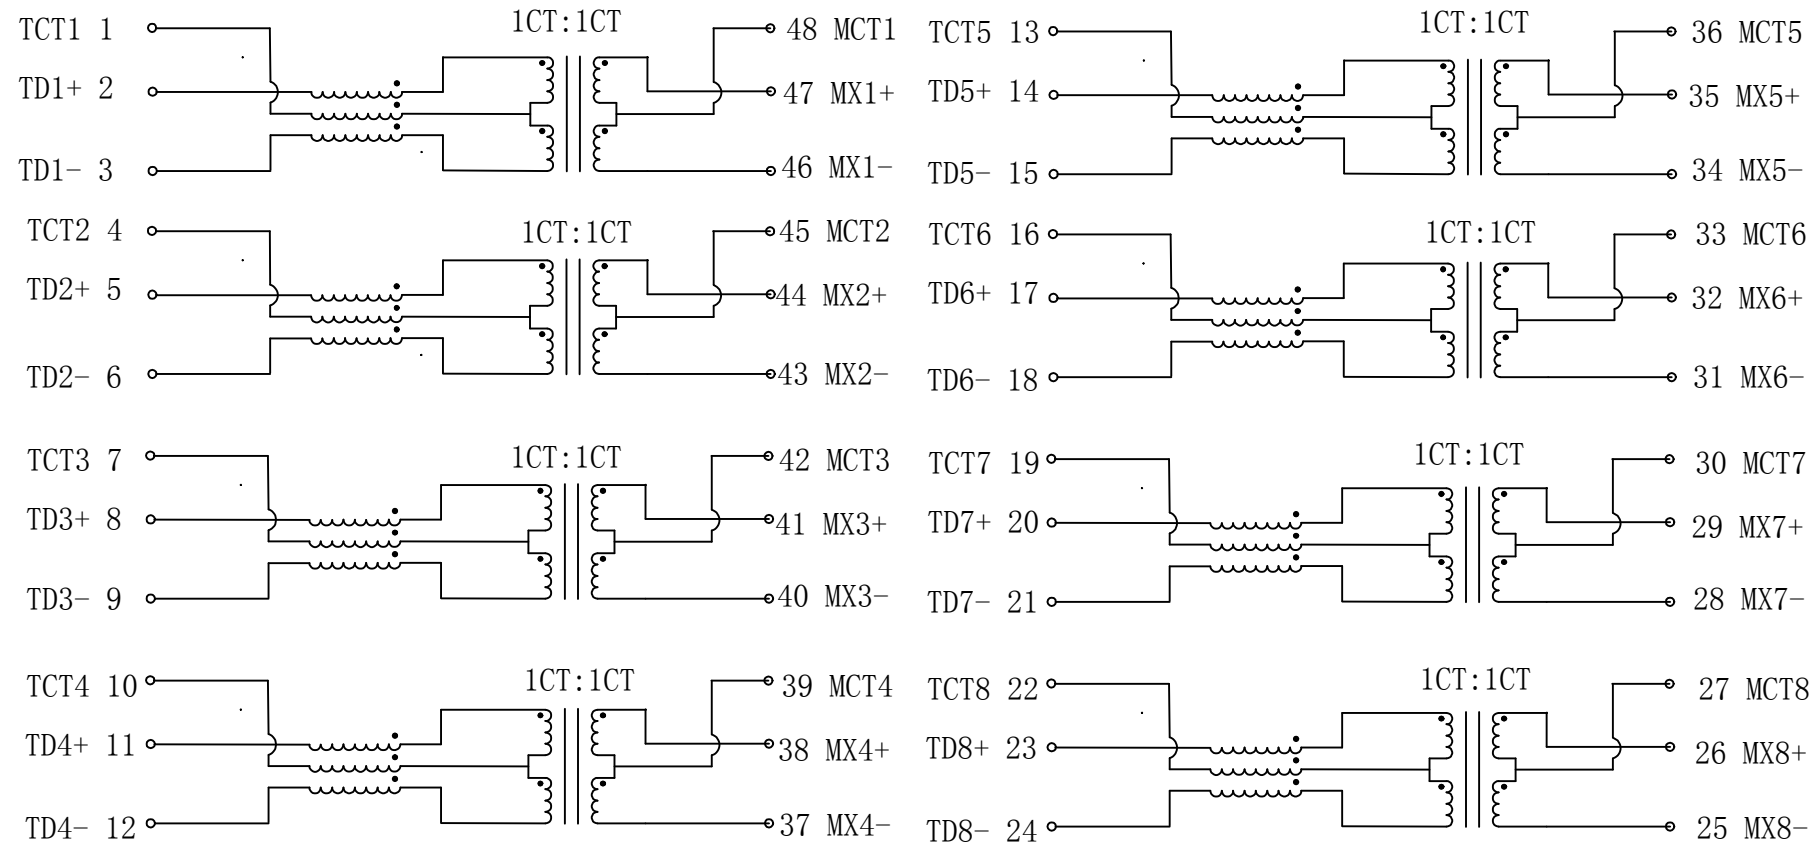 TCT1 1
1CT:1CT
48 MCT1
TD1+ 2
47 MX1+
TD1- 3
46 MX1-
TCT2 4
1CT:1CT
45 MCT2
TD2+ 5
44 MX2+
TD2- 6
43 MX2-
TCT3 7
1CT:1CT
42 MCT3
TD3+ 8
41 MX3+
TD3- 9
40 MX3-
TCT4 10
1CT:1CT
39 MCT4
TD4+ 11
38 MX4+
TD4- 12
37 MX4-
TCT5 13
1CT:1CT
36 MCT5
TD5+ 14
35 MX5+
TD5- 15
34 MX5-
TCT6 16
1CT:1CT
33 MCT6
TD6+ 17
32 MX6+
TD6- 18
31 MX6-
TCT7 19
1CT:1CT
30 MCT7
TD7+ 20
29 MX7+
TD7- 21
28 MX7-
TCT8 22
1CT:1CT
27 MCT8
TD8+ 23
26 MX8+
TD8- 24
25 MX8-